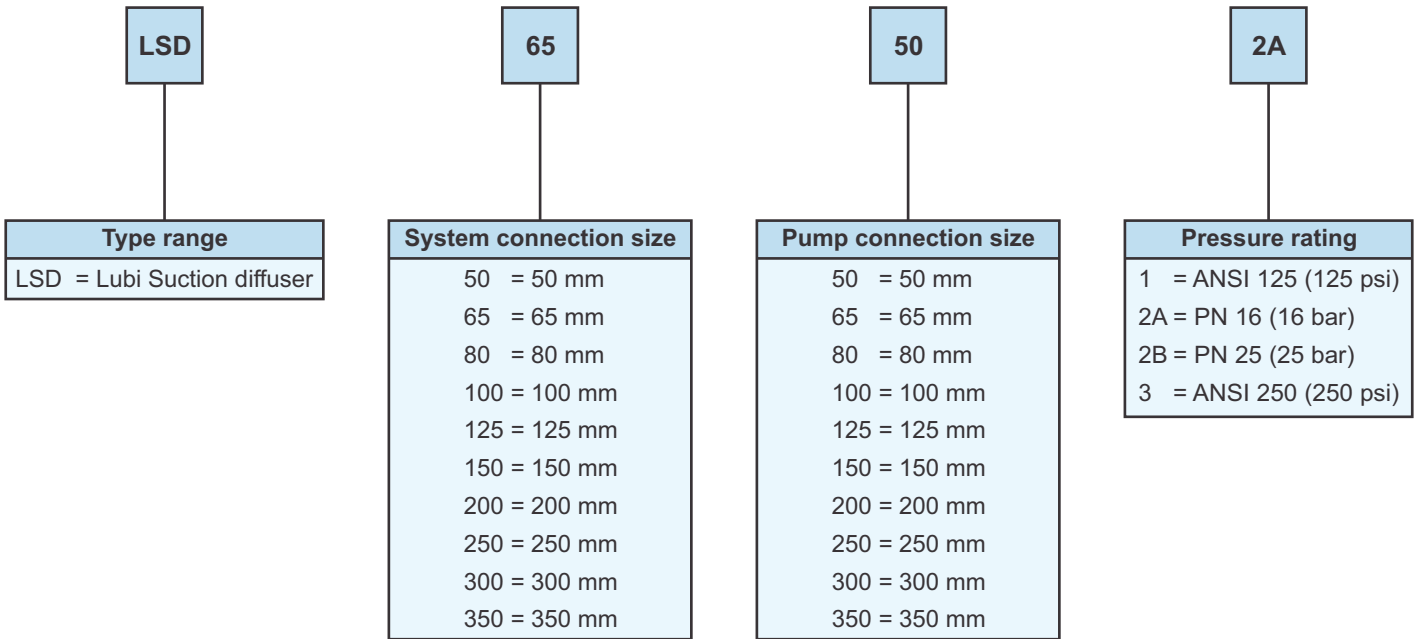 LSD
65
50
2A
Type range
LSD = Lubi Suction diffuser
System connection size
50 = 50 mm
65 = 65 mm
80 = 80 mm
100 = 100 mm
125 = 125 mm
150 = 150 mm
200 = 200 mm
250 = 250 mm
300 = 300 mm
350 = 350 mm
Pump connection size
50 = 50 mm
65 = 65 mm
80 = 80 mm
100 = 100 mm
125 = 125 mm
150 = 150 mm
200 = 200 mm
250 = 250 mm
300 = 300 mm
350 = 350 mm
Pressure rating
1 = ANSI 125 (125 psi)
2A = PN 16 (16 bar)
2B = PN 25 (25 bar)
3 = ANSI 250 (250 psi)